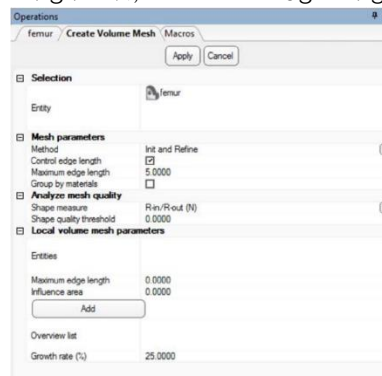 Operations
femur Create Volume Mesh Macros
Apply Cancel
Selection
Entity femur
Mesh parameters
Method Init and Refine
Control edge length
Maximum edge length 5.0000
Group by materials
Analyze mesh quality
Shape measure R-in/R-out (N)
Shape quality threshold 0.0000
Local volume mesh parameters
Entities
Maximum edge length 0.0000
Influence area 0.0000
Add
Overview list
Growth rate (%) 25.0000